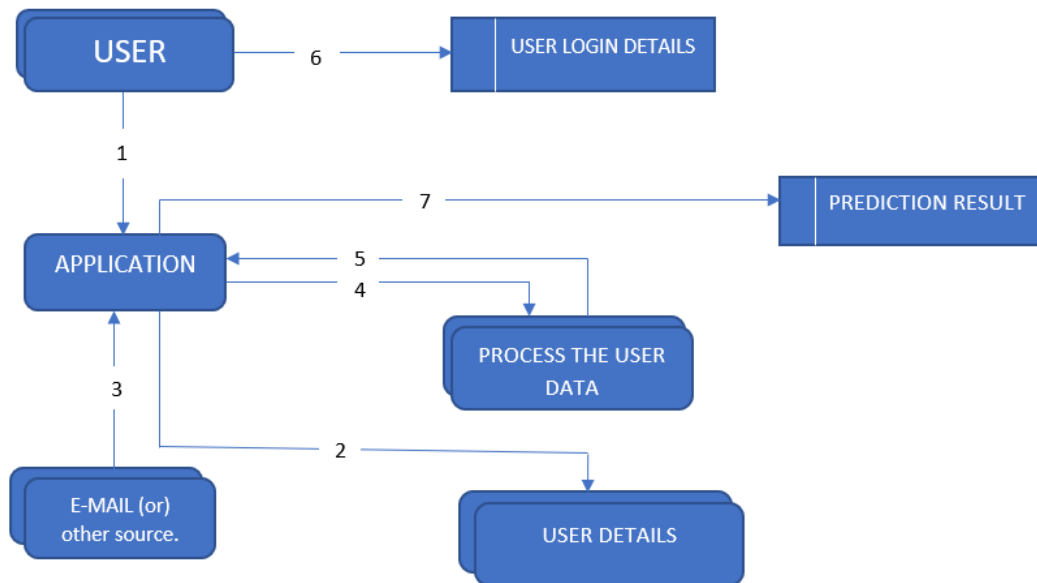 USER
6
USER LOGIN DETAILS
1
7
PREDICTION RESULT
APPLICATION
5
4
PROCESS THE USER
DATA
3
2
E-MAIL (or)
other source.
USER DETAILS